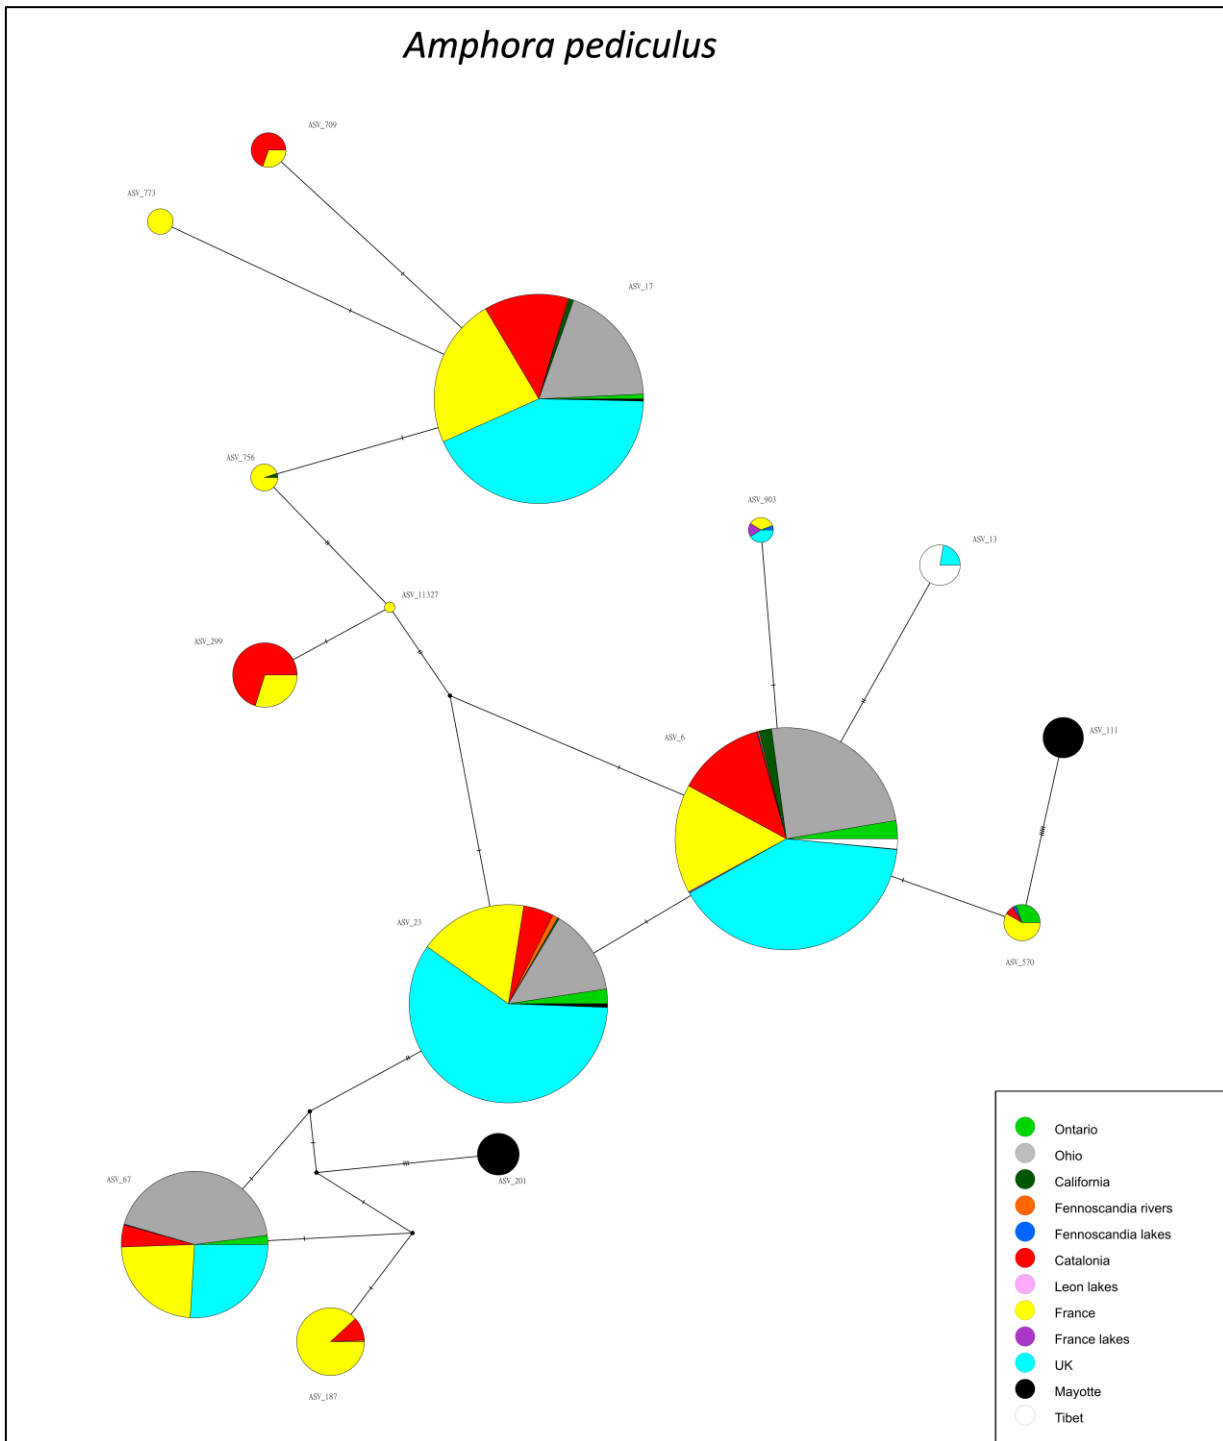 Amphora pediculus
ASV_709
ASV_773
ASV_17
ASV_756
ASV_903
ASV_13
ASV_11327
ASV_299
ASV_111
ASV_6
ASV_23
ASV_570
ASV_67
ASV_201
ASV_187
Ontario
Ohio
California
Fennoscandia rivers
Fennoscandia lakes
Catalonia
Leon lakes
France
France lakes
UK
Mayotte
Tibet